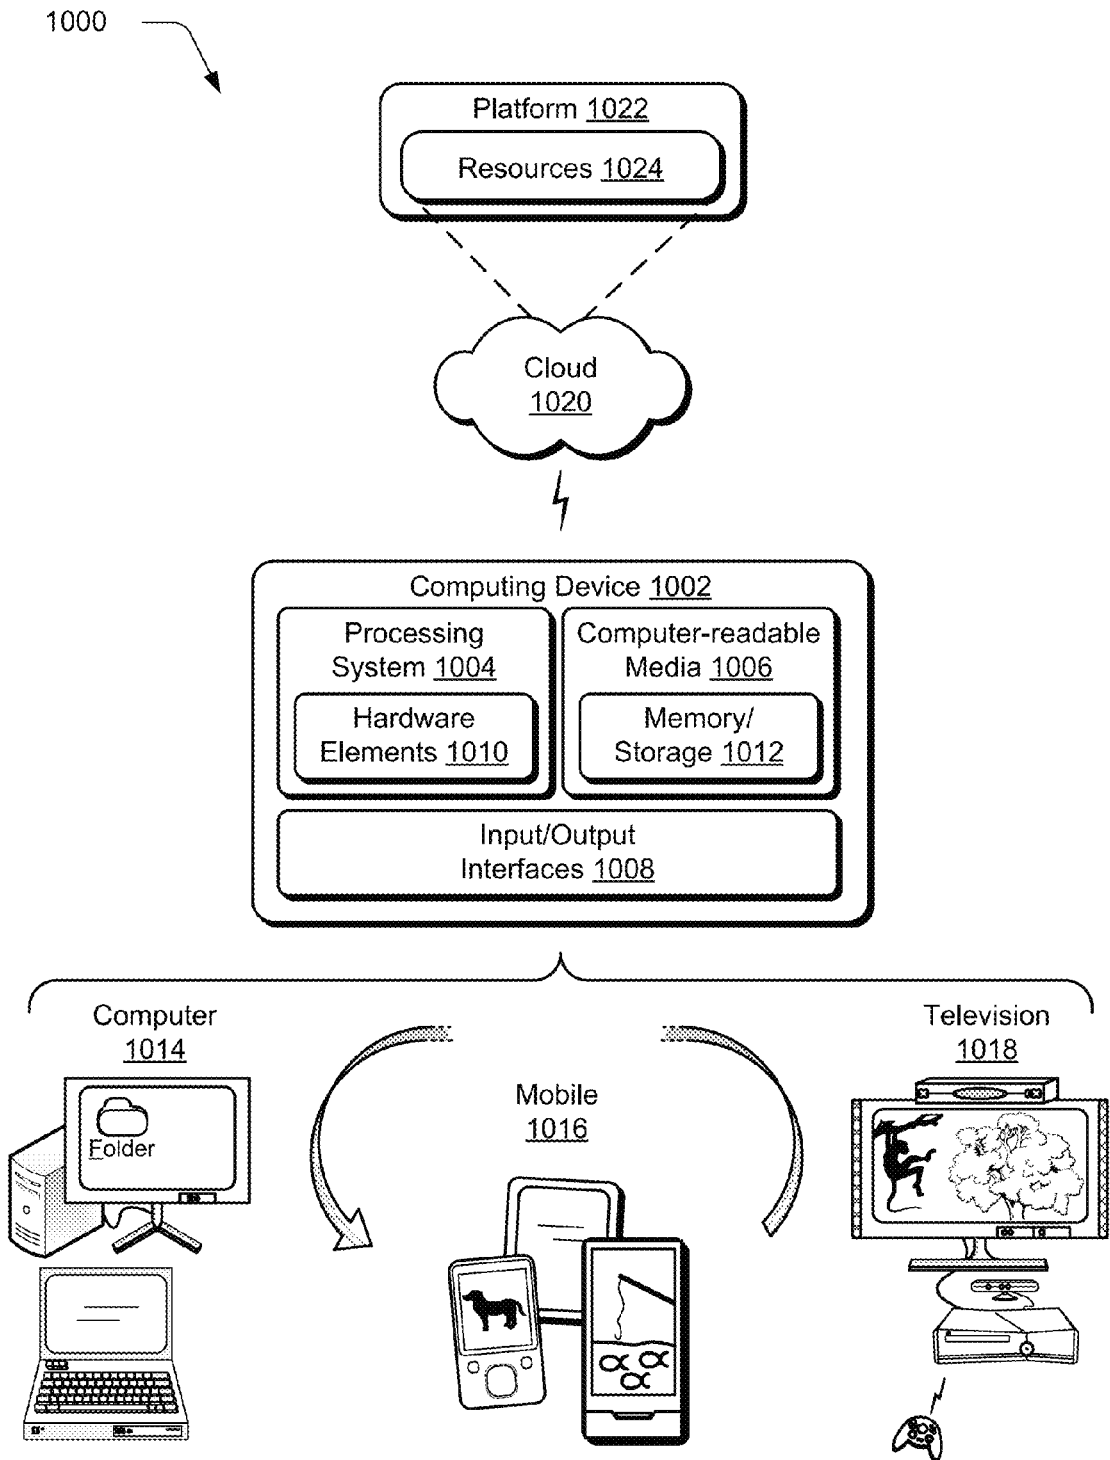 1000
Platform 1022
Resources 1024
Cloud
1020
Computing Device 1002
Processing
System 1004
Computer-readable
Media 1006
Hardware
Elements 1010
Memory/
Storage 1012
Input/Output
Interfaces 1008
Computer
1014
Mobile
1016
Television
1018
Folder